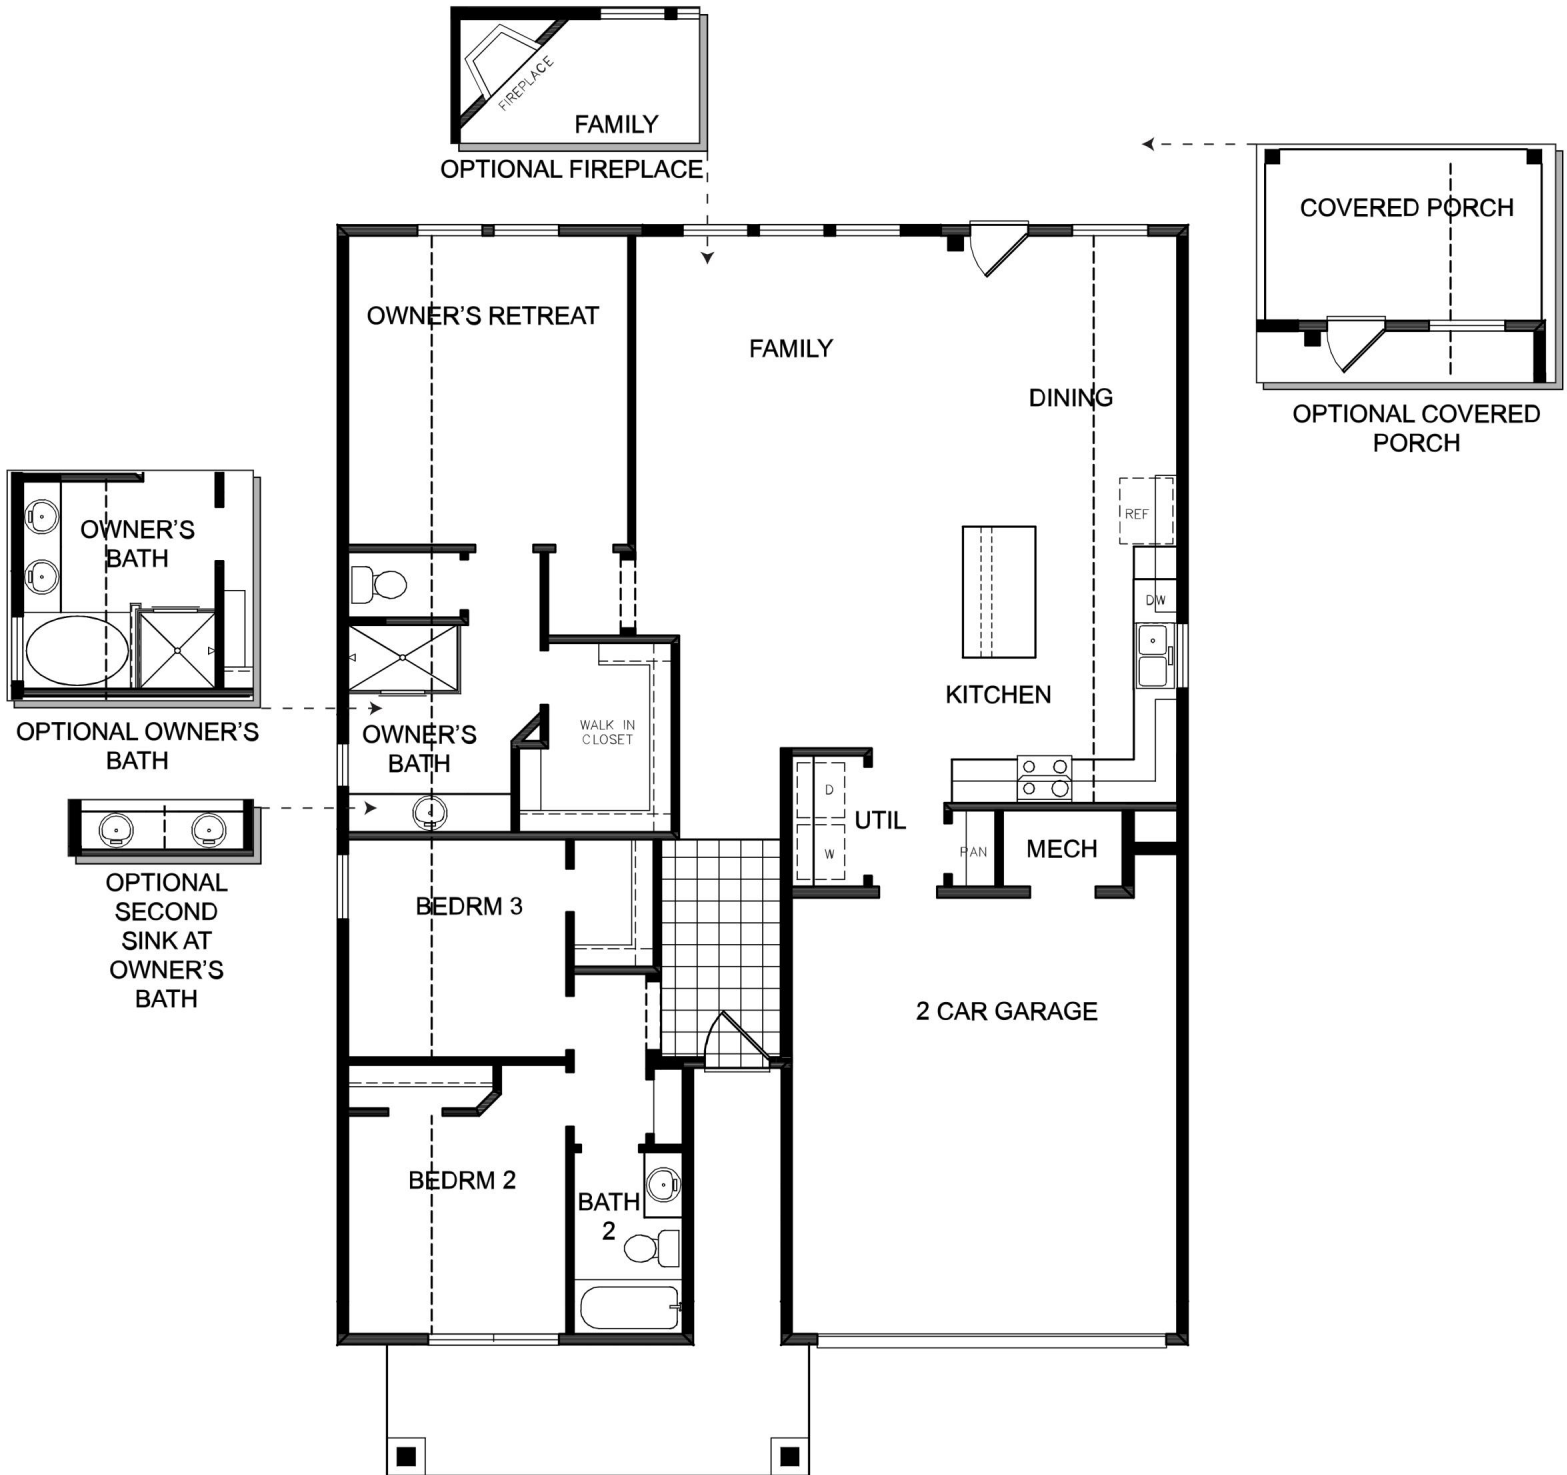 FIREPLACE
FAMILY
OPTIONAL FIREPLACE
COVERED PORCH
OPTIONAL COVERED
PORCH
OWNER'S RETREAT
FAMILY
DINING
REF
DW
KITCHEN
OWNER'S
BATH
OPTIONAL OWNER'S
BATH
OWNER'S
BATH
WALK IN
CLOSET
OPTIONAL
SECOND
SINK AT
OWNER'S
BATH
D
W
UTIL
PAN
MECH
BEDRM 3
2 CAR GARAGE
BEDRM 2
BATH
2